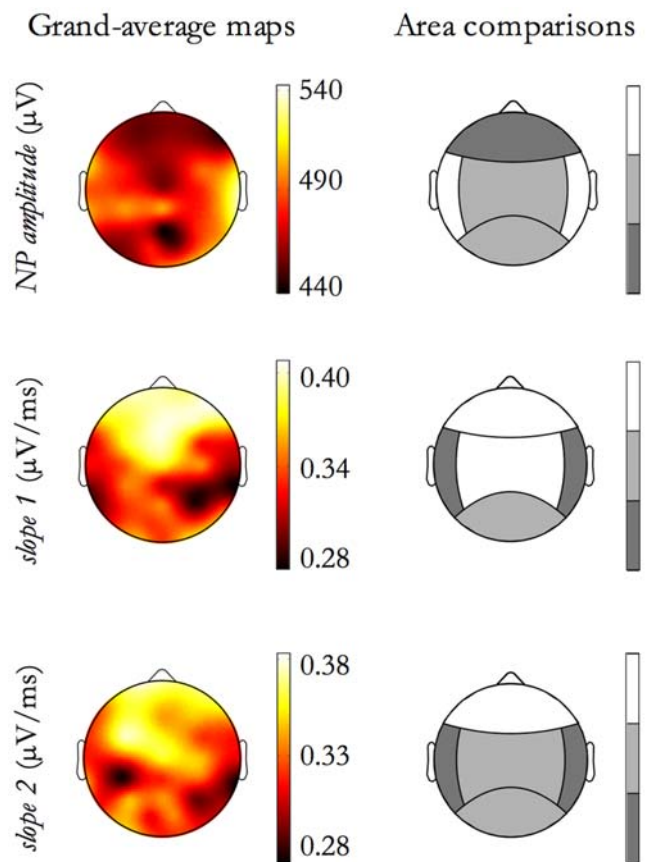 Grand-average maps Area comparisons
NP amplitude (μV)
540
490
440
slope 1 (μV/ms)
0.40
0.34
0.28
slope 2 (μV/ms)
0.38
0.33
0.28